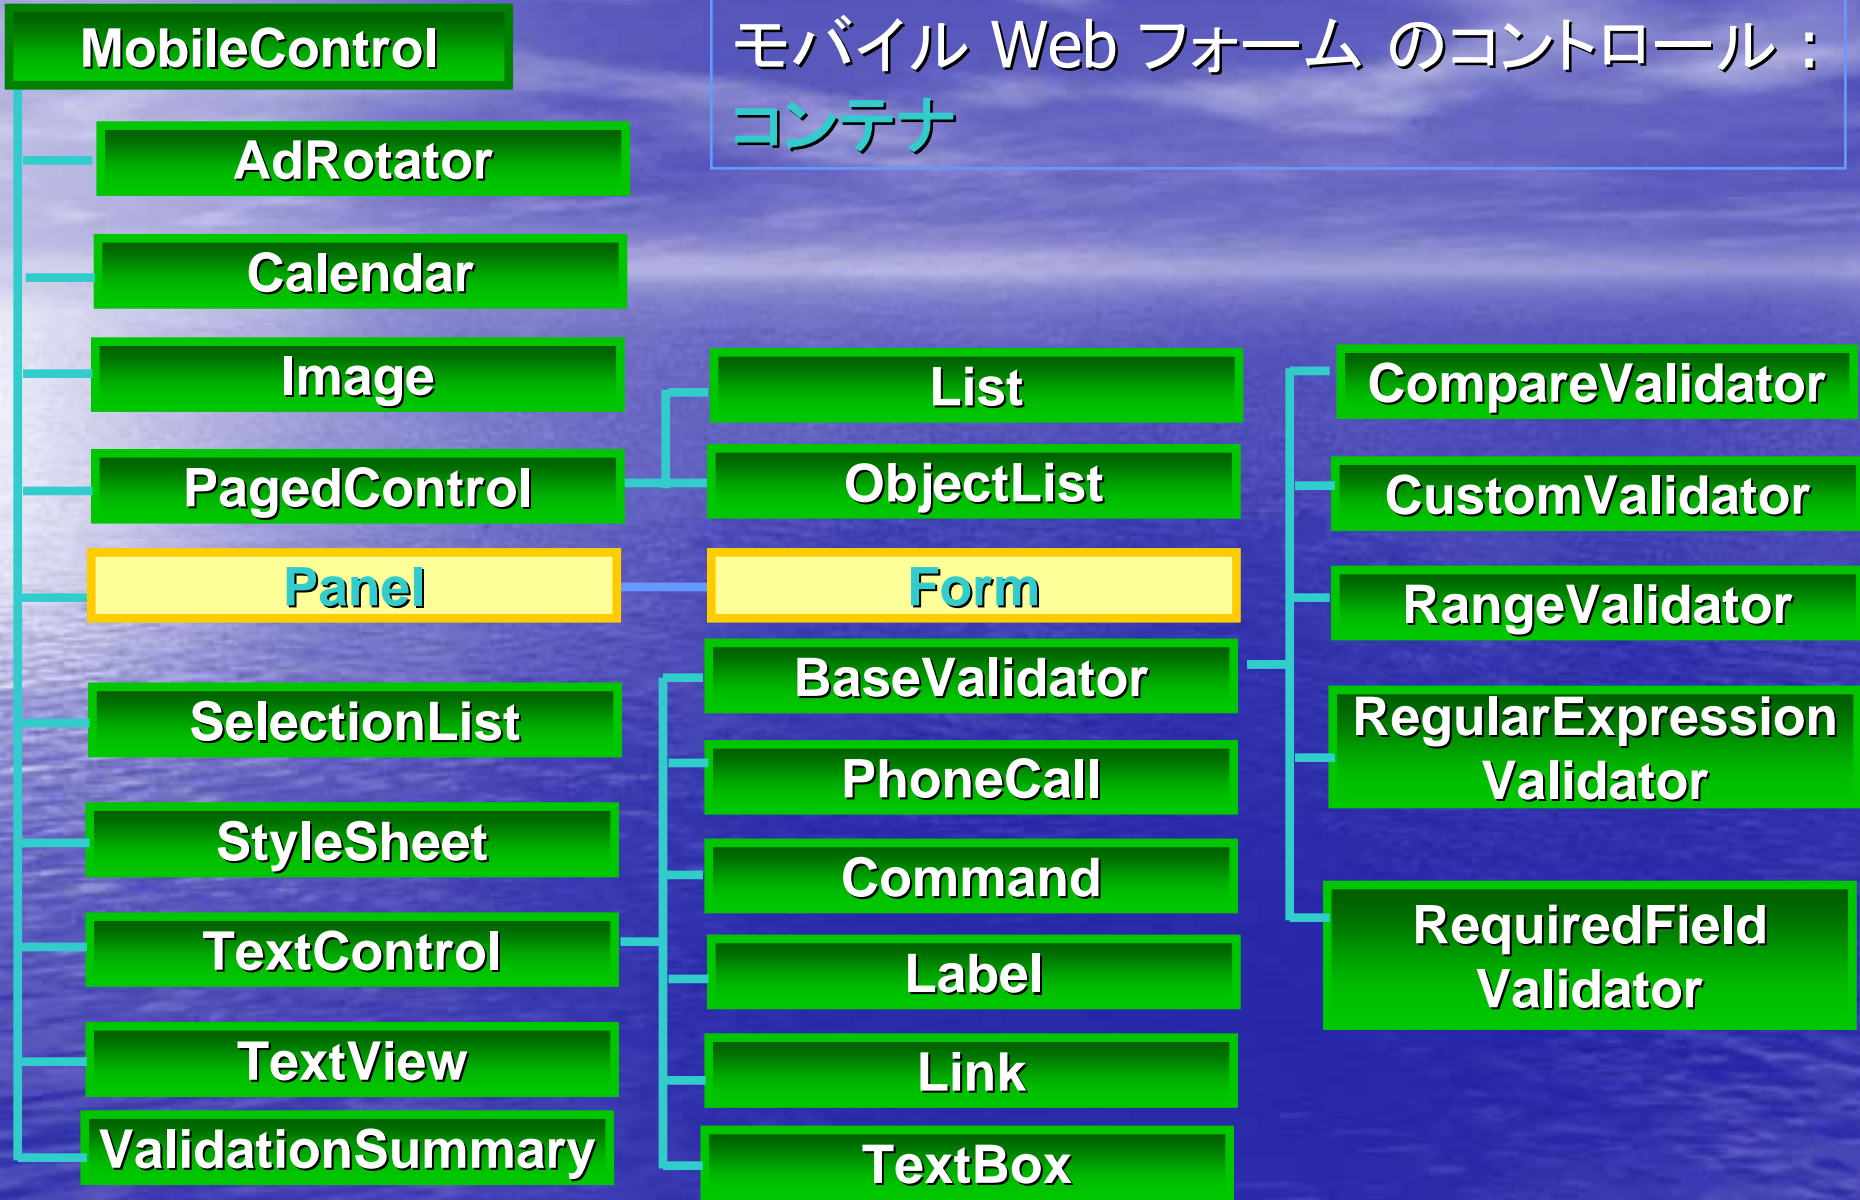 MobileControl
モバイル Web フォーム のコントロール :
コンテナ
AdRotator
Calendar
Image
PagedControl
Panel
SelectionList
StyleSheet
TextControl
TextView
ValidationSummary
List
ObjectList
Form
BaseValidator
PhoneCall
Command
Label
Link
TextBox
CompareValidator
CustomValidator
RangeValidator
RegularExpression
Validator
RequiredField
Validator